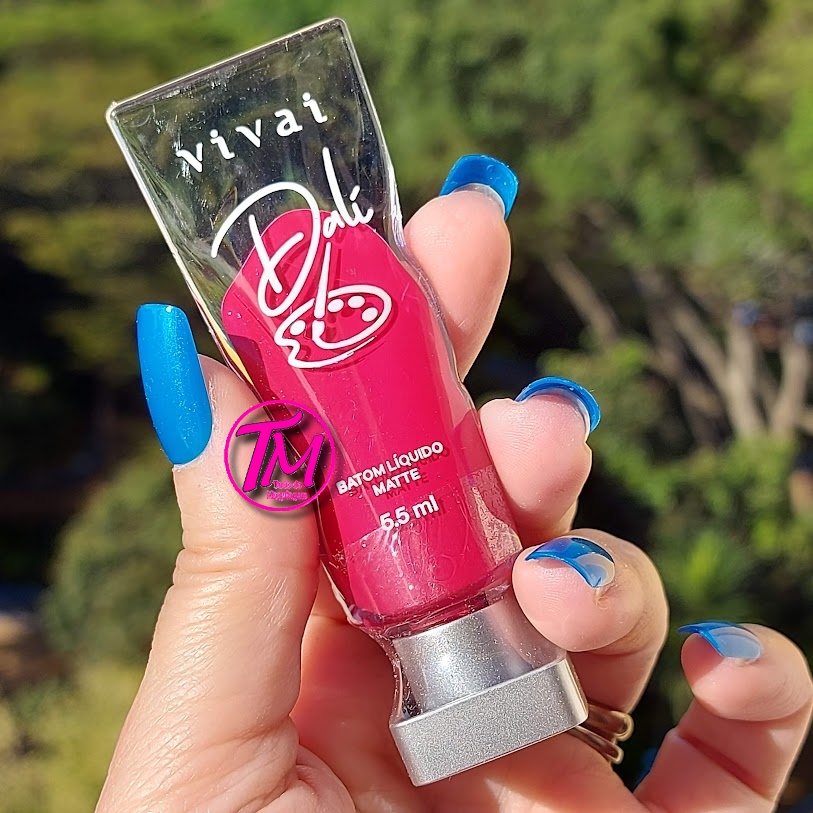 vivai
Dalí
TM
BATOM LÍQUIDO
MATTE
5.5 ml